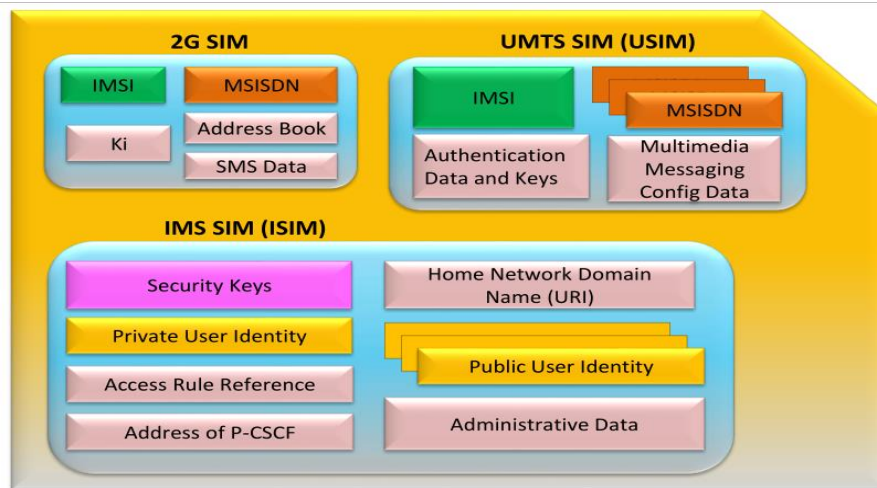 2G SIM
IMSI
MSISDN
Ki
Address Book
SMS Data
UMTS SIM (USIM)
IMSI
MSISDN
Authentication
Data and Keys
Multimedia
Messaging
Config Data
IMS SIM (ISIM)
Security Keys
Private User Identity
Access Rule Reference
Address of P-CSCF
Home Network Domain
Name (URI)
Public User Identity
Administrative Data